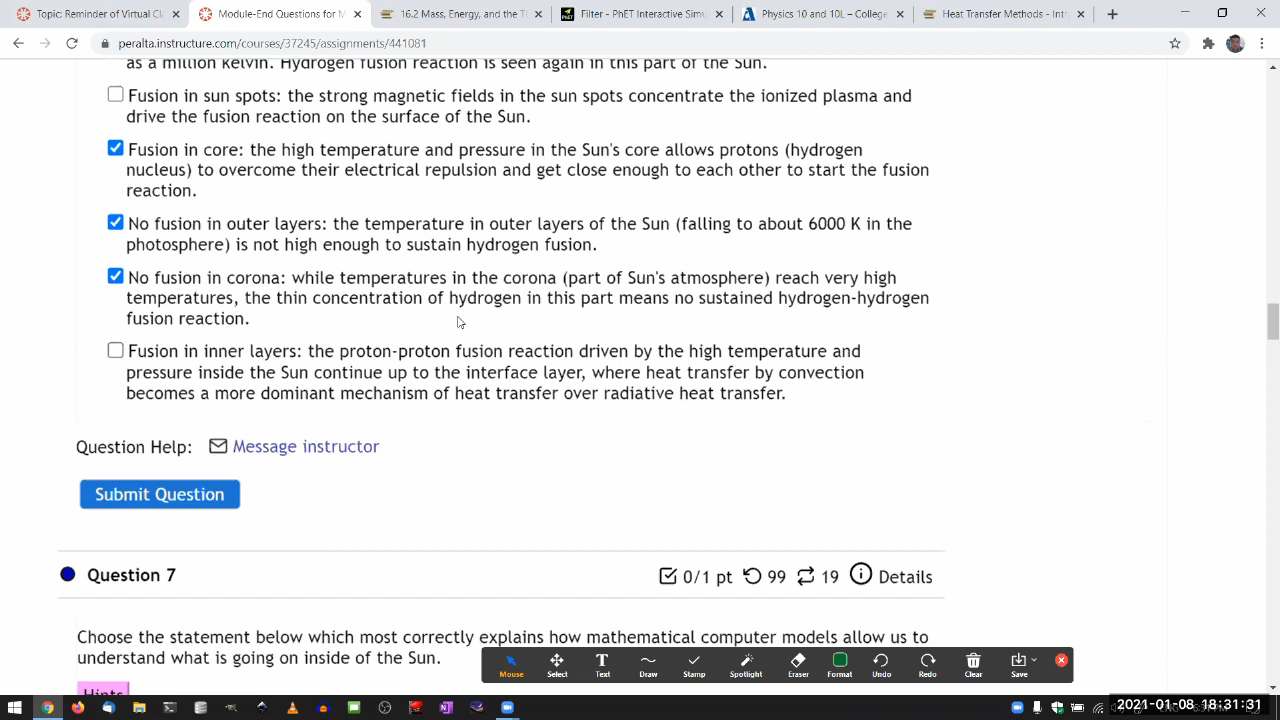 Topic Reminder of Virtual Cl
Module-End Questions for M
16.2 Mass, Energy, and the T
Filter - PhET Interactive Simu
Physics 10 and 10L – College
Heat Transfer Methods - Intr
peralta.instructure.com/courses/37245/assignments/441081
as a million Kelvin. Hydrogen fusion reaction is seen again in this part of the Sun.
Fusion in sun spots: the strong magnetic fields in the sun spots concentrate the ionized plasma and
drive the fusion reaction on the surface of the Sun.
Fusion in core: the high temperature and pressure in the Sun's core allows protons (hydrogen
nucleus) to overcome their electrical repulsion and get close enough to each other to start the fusion
reaction.
No fusion in outer layers: the temperature in outer layers of the Sun (falling to about 6000 K in the
photosphere) is not high enough to sustain hydrogen fusion.
No fusion in corona: while temperatures in the corona (part of Sun's atmosphere) reach very high
temperatures, the thin concentration of hydrogen in this part means no sustained hydrogen-hydrogen
fusion reaction.
Fusion in inner layers: the proton-proton fusion reaction driven by the high temperature and
pressure inside the Sun continue up to the interface layer, where heat transfer by convection
becomes a more dominant mechanism of heat transfer over radiative heat transfer.
Question Help: Message instructor
Submit Question
Question 7
0/1 pt 99 19 Details
Choose the statement below which most correctly explains how mathematical computer models allow us to
understand what is going on inside of the Sun.
Hints
Mouse Select Text Draw Stamp Spotlight Eraser Format Undo Redo Clear Save
2021-01-08 18:31:31